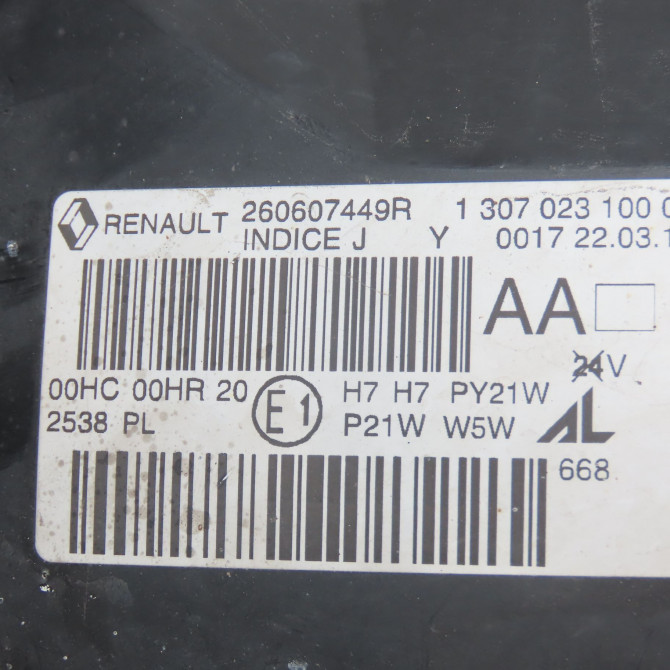 RENAULT 260607449R 1 307 023 100
INDICE J Y 0017 22.03.1
AA
24V
00HC 00HR 20 E1 H7 H7 PY21W
2538 PL P21W W5W AL
668